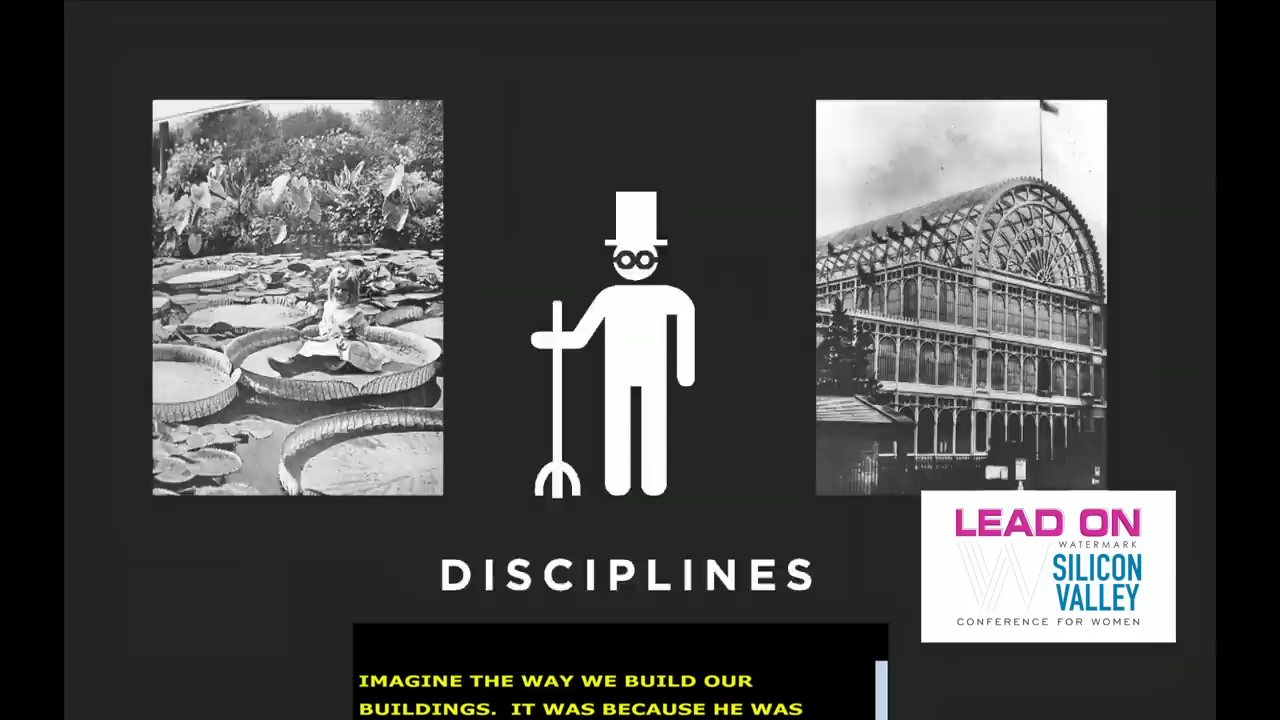 DISCIPLINES
LEAD ON
WATERMARK
SILICON
VALLEY
CONFERENCE FOR WOMEN
IMAGINE THE WAY WE BUILD OUR
BUILDINGS. IT WAS BECAUSE HE WAS